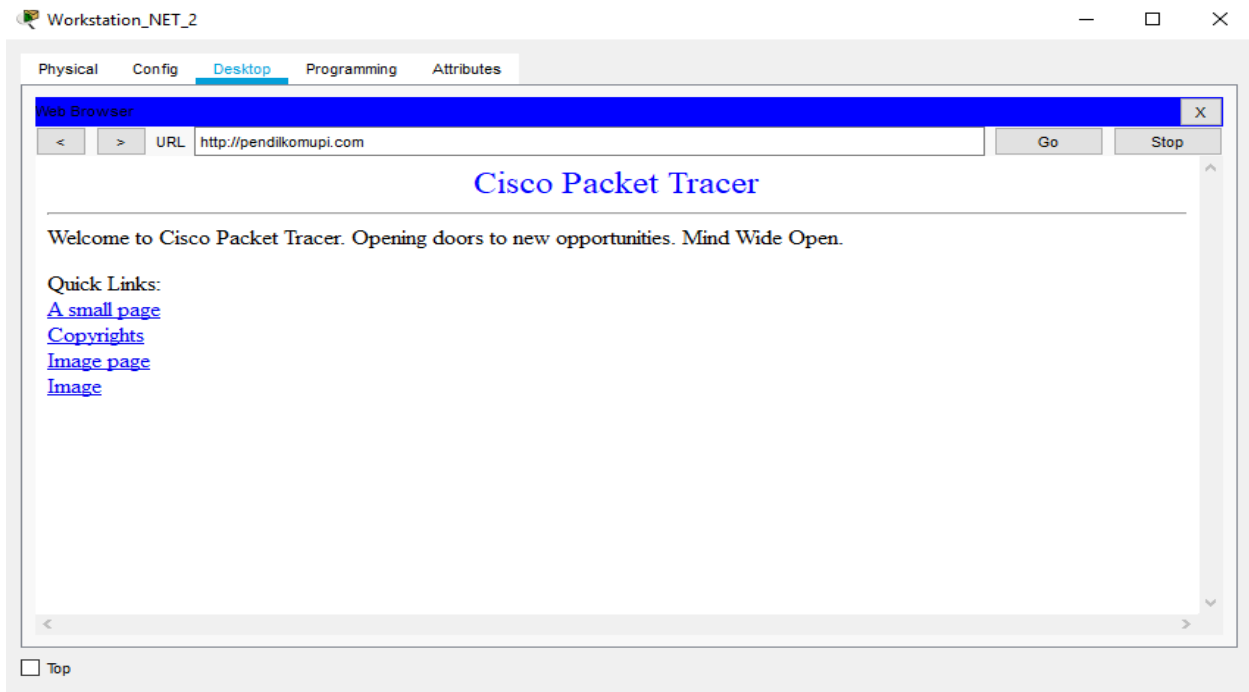 Workstation_NET_2
Physical Config Desktop Programming Attributes
Web Browser X
< > URL http://pendilkomupi.com Go Stop
Cisco Packet Tracer
Welcome to Cisco Packet Tracer. Opening doors to new opportunities. Mind Wide Open.
Quick Links:
A small page
Copyrights
Image page
Image
Top